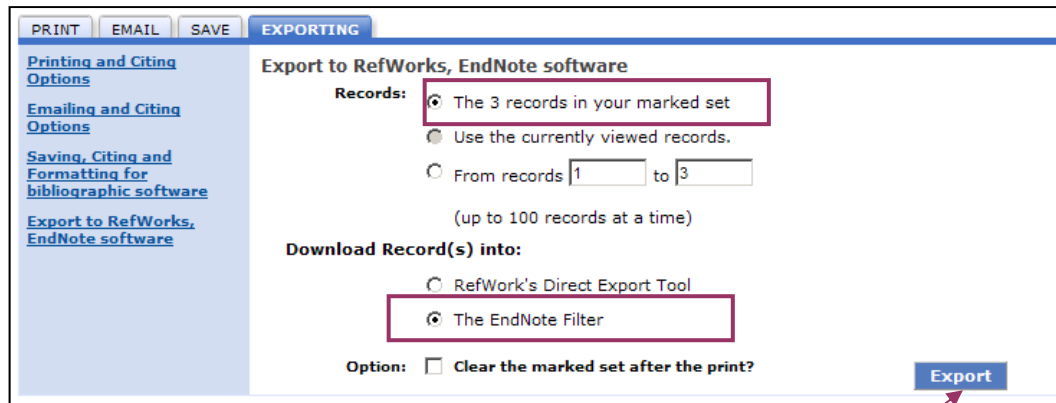 PRINT EMAIL SAVE EXPORTING
Printing and Citing
Options
Emailing and Citing
Options
Saving, Citing and
Formatting for
bibliographic software
Export to RefWorks,
EndNote software
Export to RefWorks, EndNote software
Records:
The 3 records in your marked set
Use the currently viewed records.
From records 1 to 3
(up to 100 records at a time)
Download Record(s) into:
RefWork's Direct Export Tool
The EndNote Filter
Option: Clear the marked set after the print?
Export